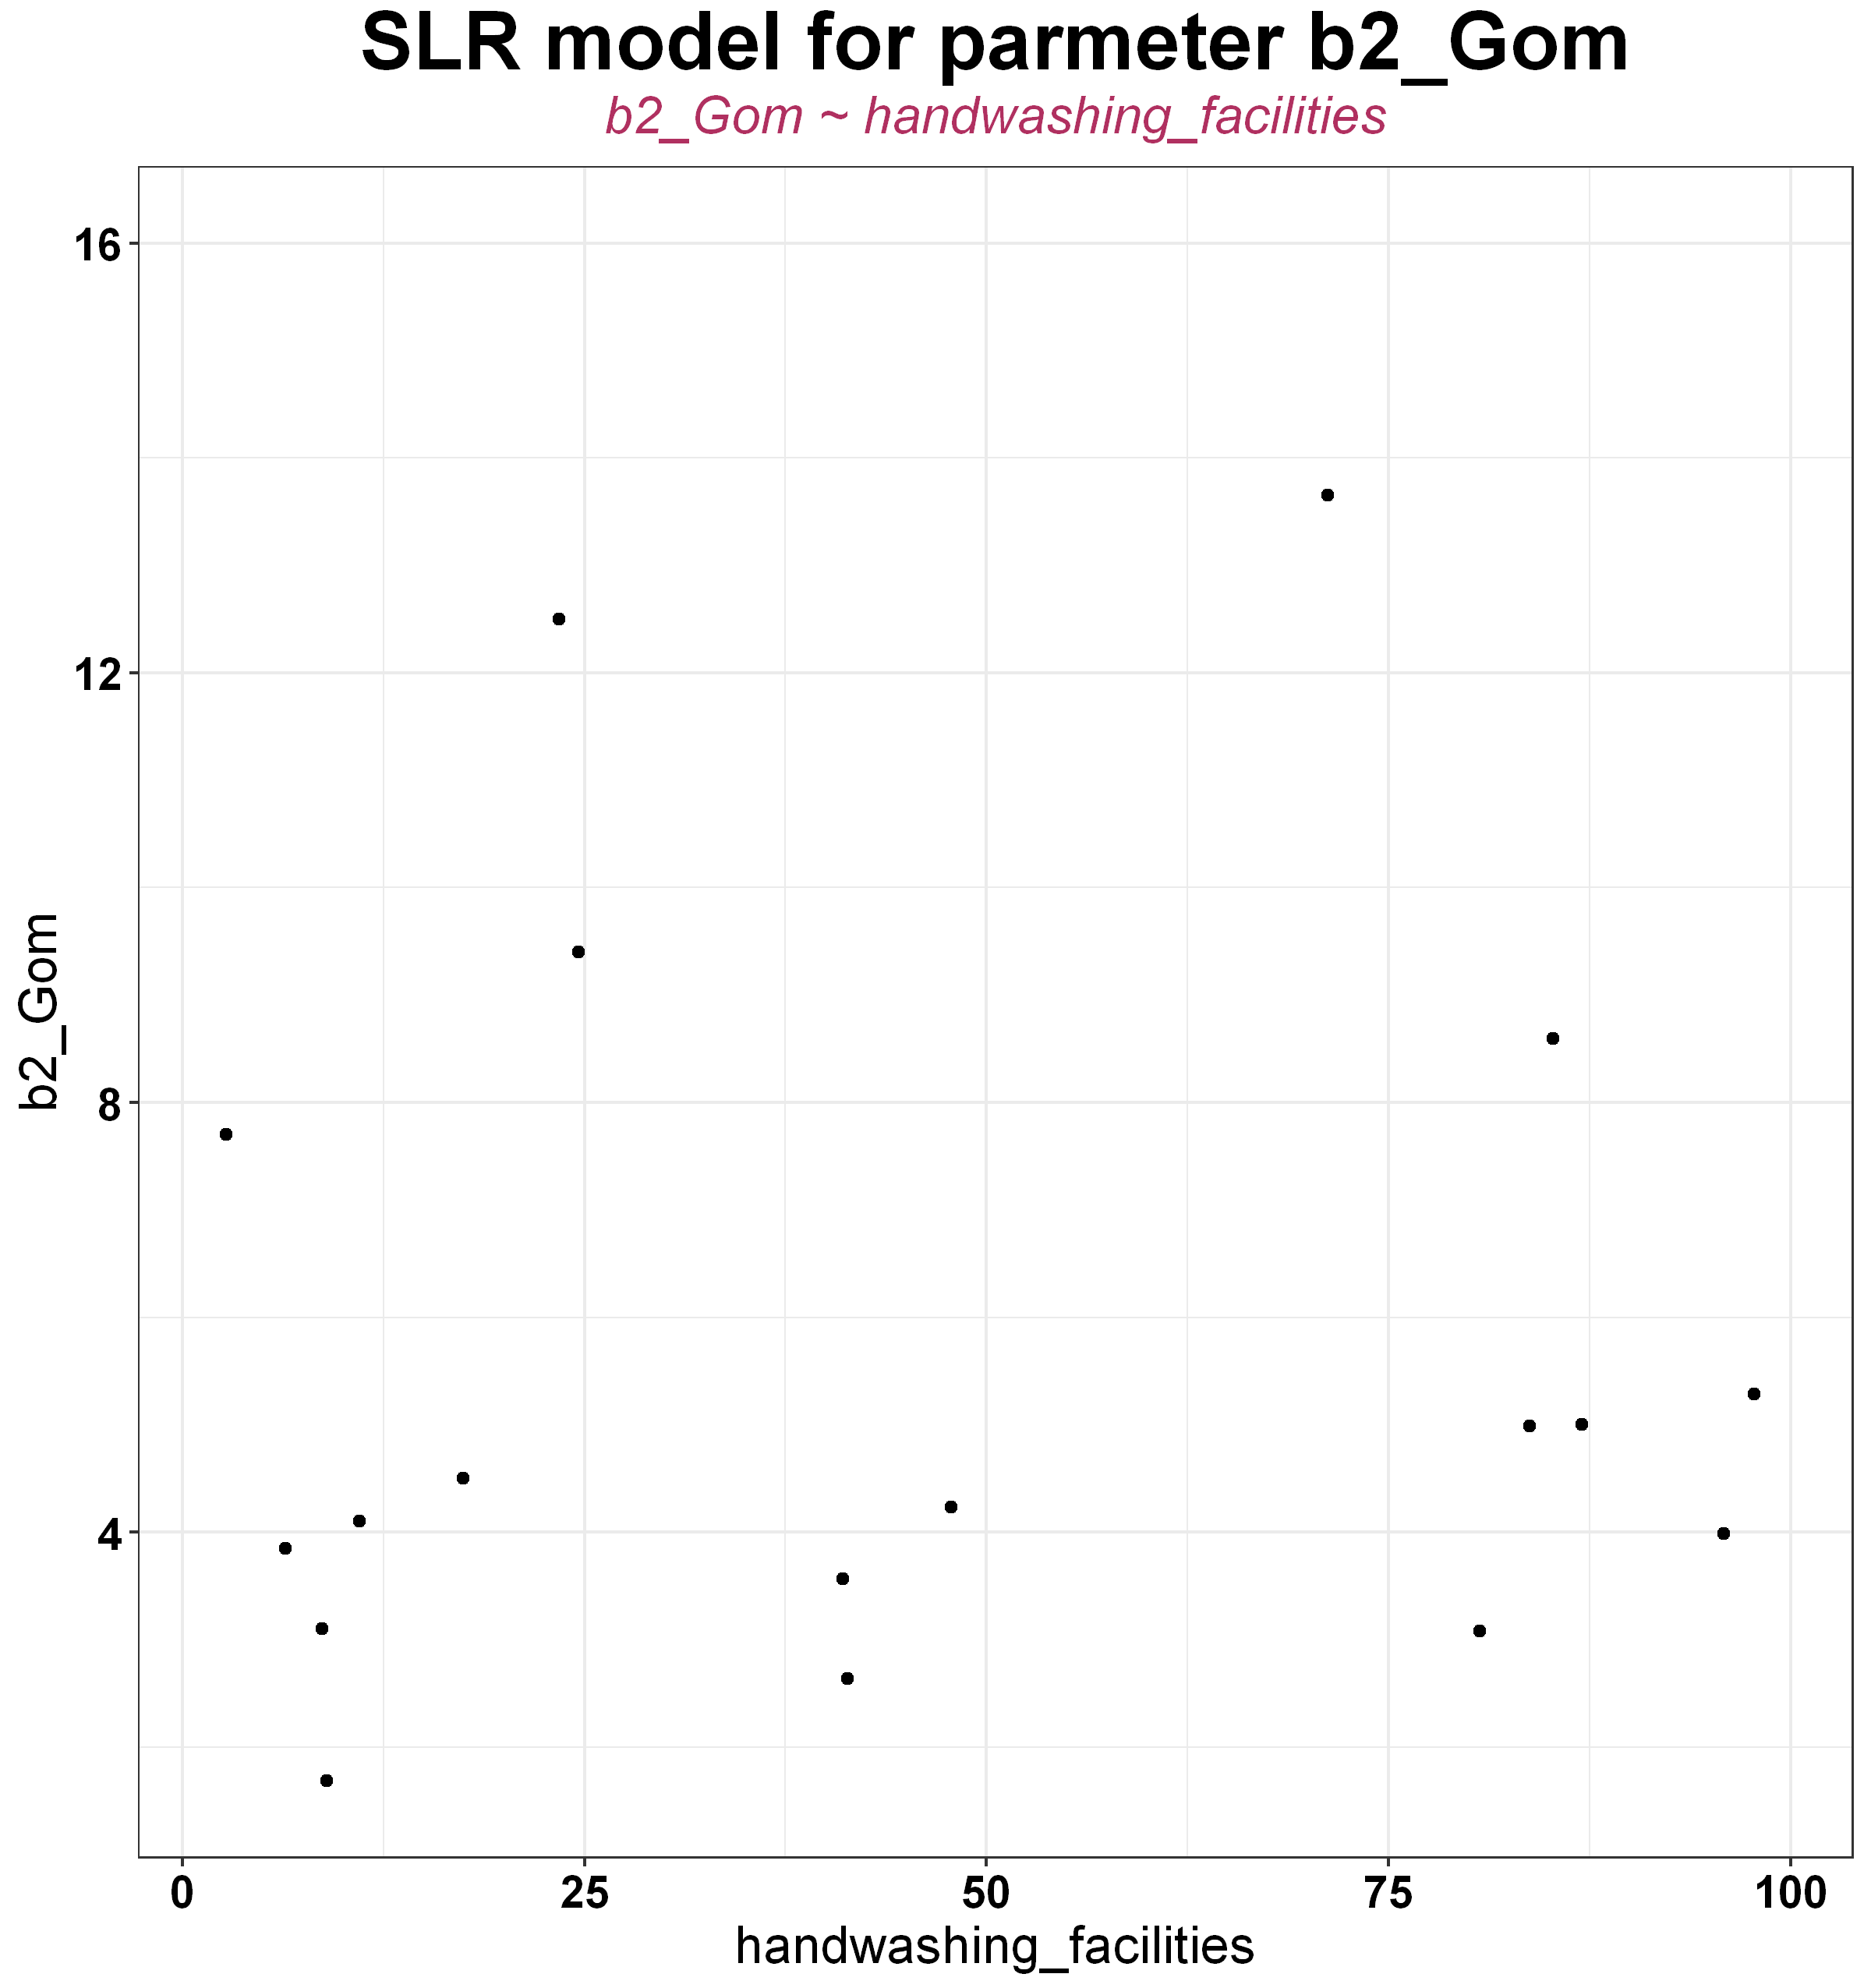 SLR model for parmeter b2_Gom
b2_Gom ~ handwashing_facilities
16
12
8
4
b2_Gom
0 25 50 75 100
handwashing_facilities